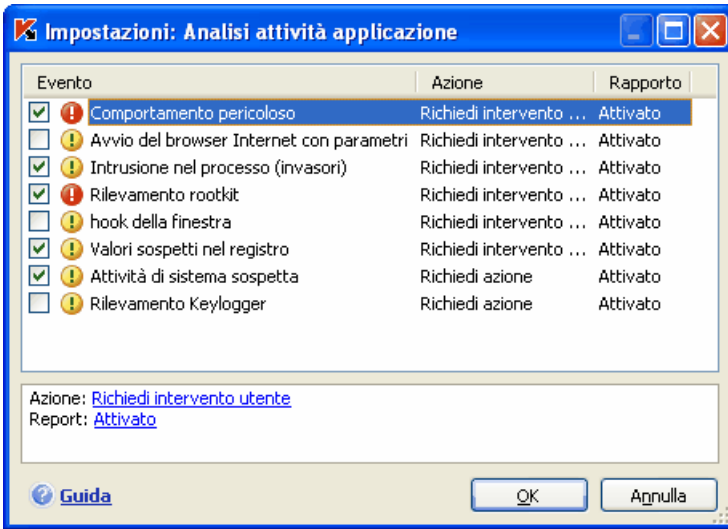 Impostazioni: Analisi attività applicazione
Evento Azione Rapporto
Comportamento pericoloso Richiedi intervento ... Attivato
Avvio del browser Internet con parametri Richiedi intervento ... Attivato
Intrusione nel processo (invasori) Richiedi intervento ... Attivato
Rilevamento rootkit Richiedi intervento ... Attivato
hook della finestra Richiedi intervento ... Attivato
Valori sospetti nel registro Richiedi intervento ... Attivato
Attività di sistema sospetta Richiedi azione Attivato
Rilevamento Keylogger Richiedi azione Attivato
Azione: Richiedi intervento utente
Report: Attivato
Guida OK Annulla